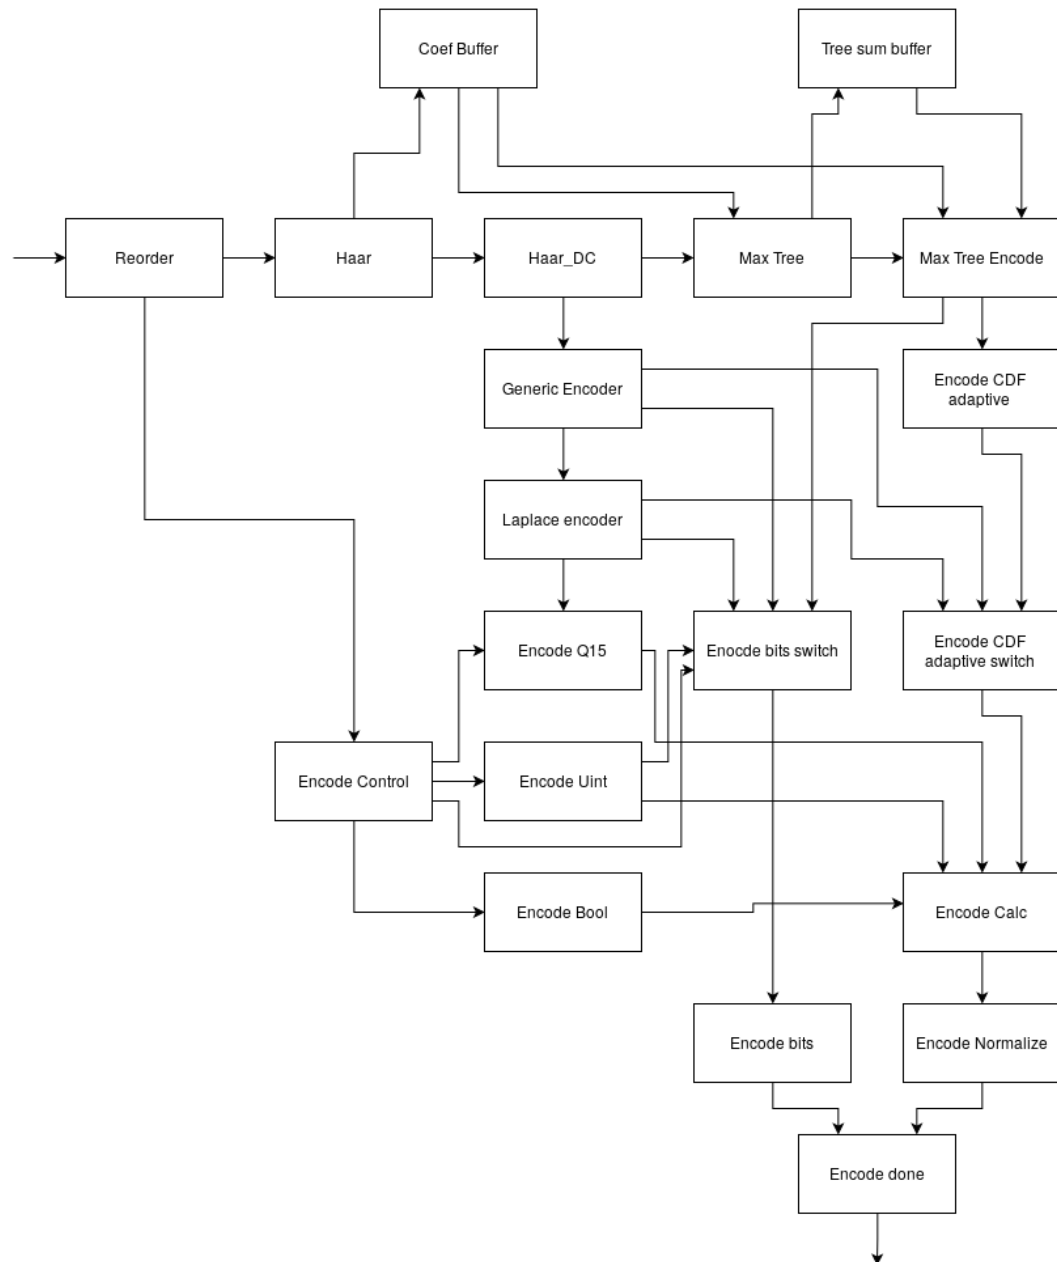 Coef Buffer
Tree sum buffer
Reorder
Haar
Haar_DC
Max Tree
Max Tree Encode
Generic Encoder
Encode CDF
adaptive
Laplace encoder
Encode Q15
Enocde bits switch
Encode CDF
adaptive switch
Encode Control
Encode Uint
Encode Bool
Encode Calc
Encode bits
Encode Normalize
Encode done